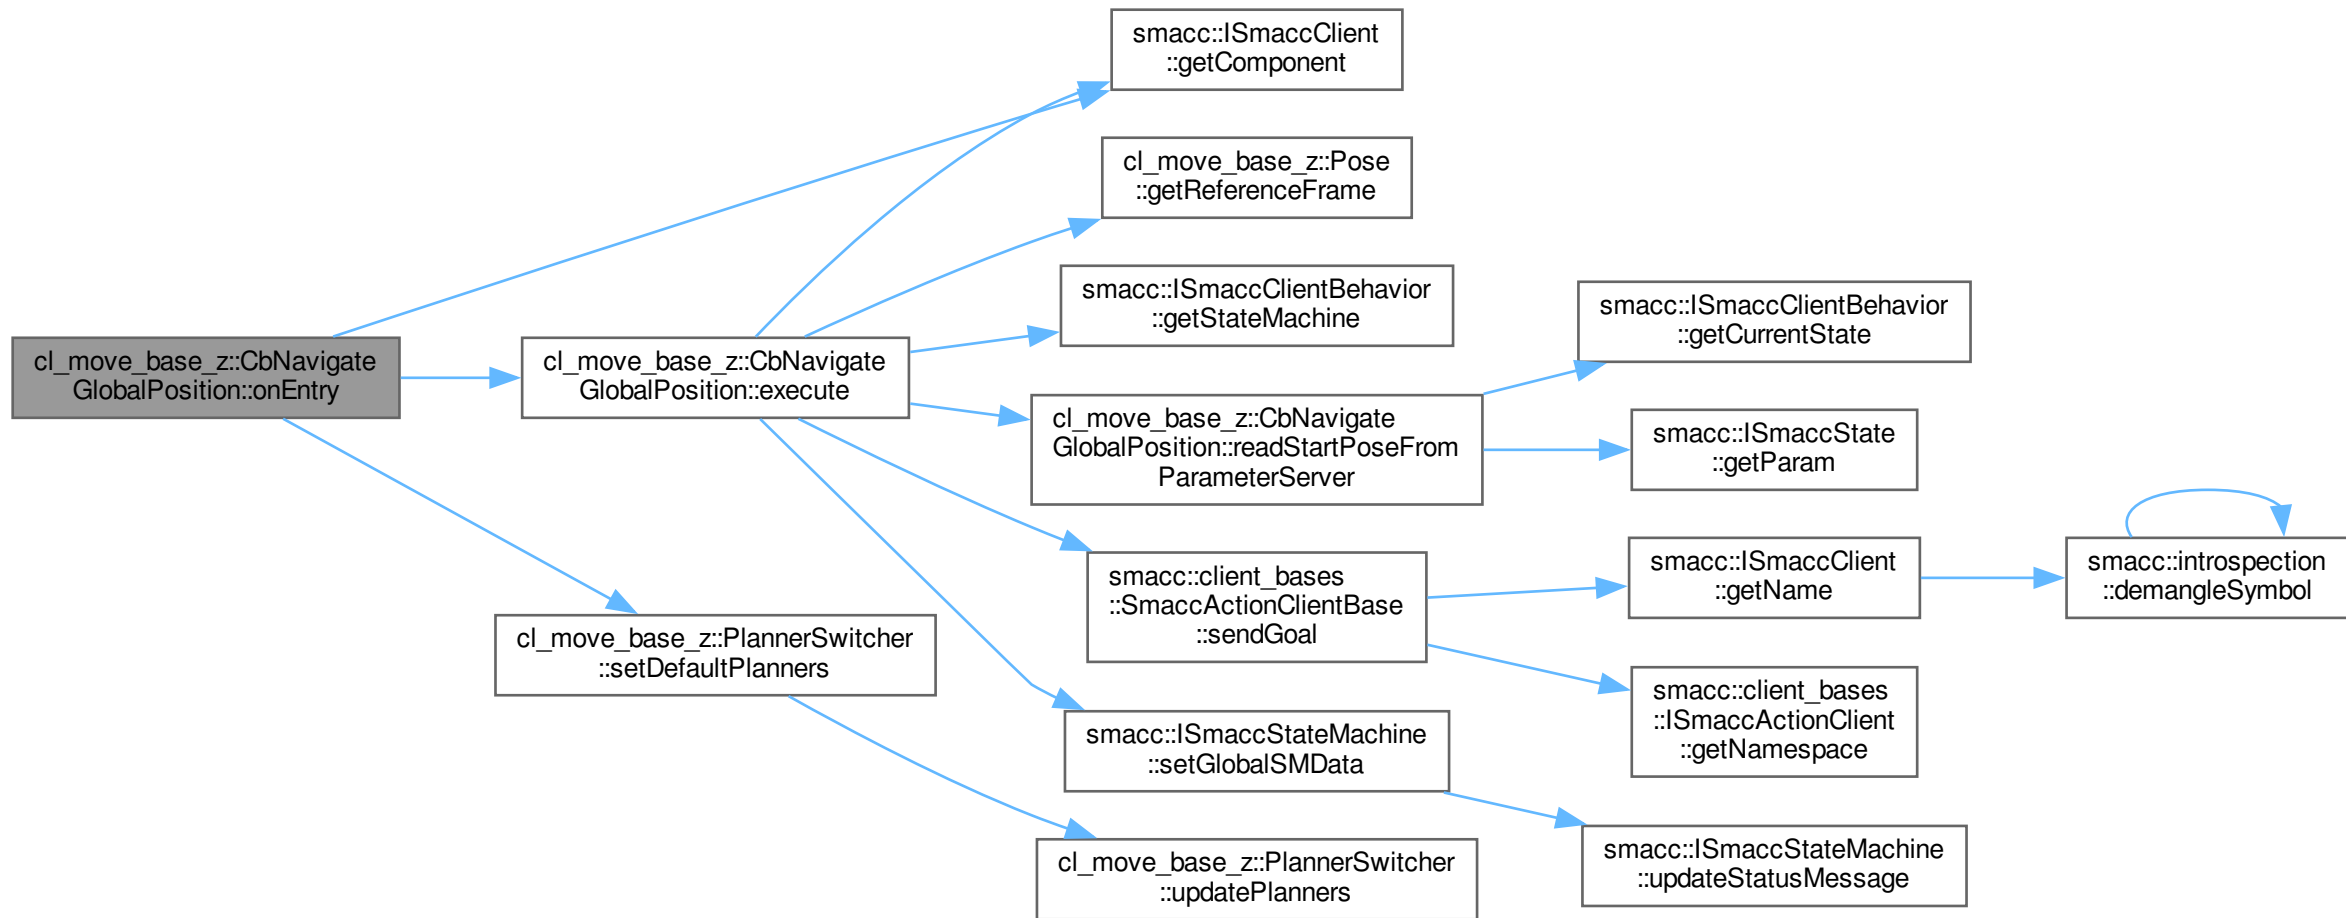 smacc::ISmaccClient
::getComponent
cl_move_base_z::Pose
::getReferenceFrame
smacc::ISmaccClientBehavior
::getStateMachine
smacc::ISmaccClientBehavior
::getCurrentState
cl_move_base_z::CbNavigate
GlobalPosition::onEntry
cl_move_base_z::CbNavigate
GlobalPosition::execute
cl_move_base_z::CbNavigate
GlobalPosition::readStartPoseFrom
ParameterServer
smacc::ISmaccState
::getParam
smacc::client_bases
::SmaccActionClientBase
::sendGoal
smacc::ISmaccClient
::getName
smacc::introspection
::demangleSymbol
cl_move_base_z::PlannerSwitcher
::setDefaultPlanners
smacc::client_bases
::ISmaccActionClient
::getNamespace
smacc::ISmaccStateMachine
::setGlobalSMData
cl_move_base_z::PlannerSwitcher
::updatePlanners
smacc::ISmaccStateMachine
::updateStatusMessage